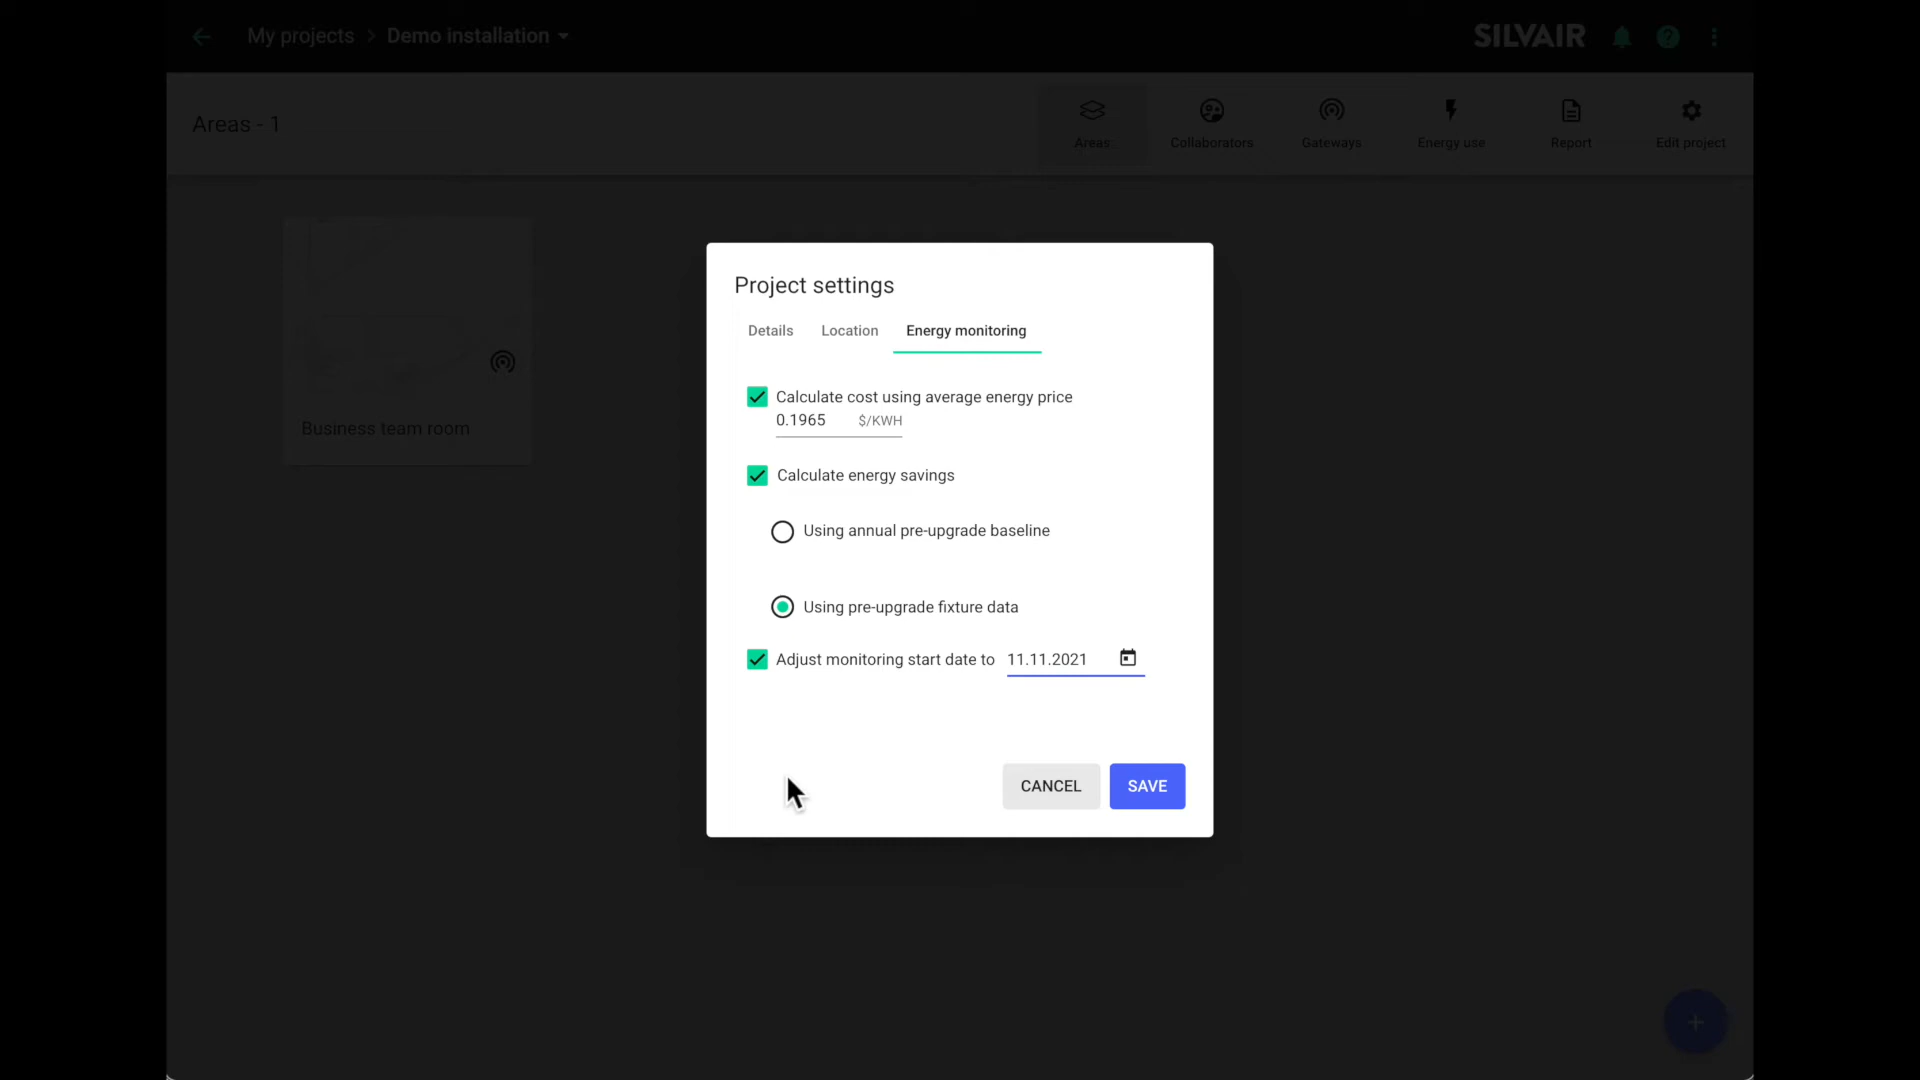 My projects > Demo installation
SILVAIR
Areas - 1
Areas
Collaborators
Gateways
Energy use
Report
Edit project
Business team room
Project settings
Details
Location
Energy monitoring
Calculate cost using average energy price
0.1965 $/KWH
Calculate energy savings
Using annual pre-upgrade baseline
Using pre-upgrade fixture data
Adjust monitoring start date to 11.11.2021
CANCEL
SAVE